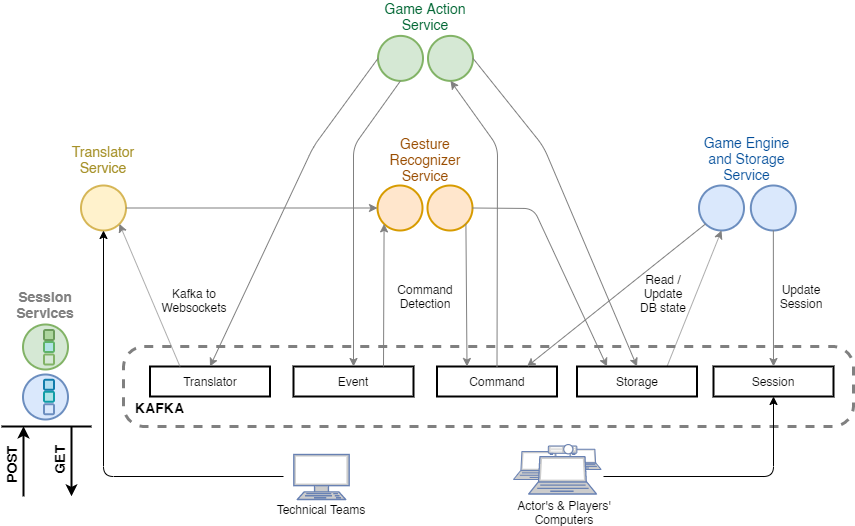 Game Action
Service
Translator
Service
Gesture
Recognizer
Service
Game Engine
and Storage
Service
Kafka to
Websockets
Command
Detection
Read /
Update
DB state
Update
Session
Session
Services
Translator
Event
Command
Storage
Session
KAFKA
POST
GET
Technical Teams
Actor's & Players'
Computers